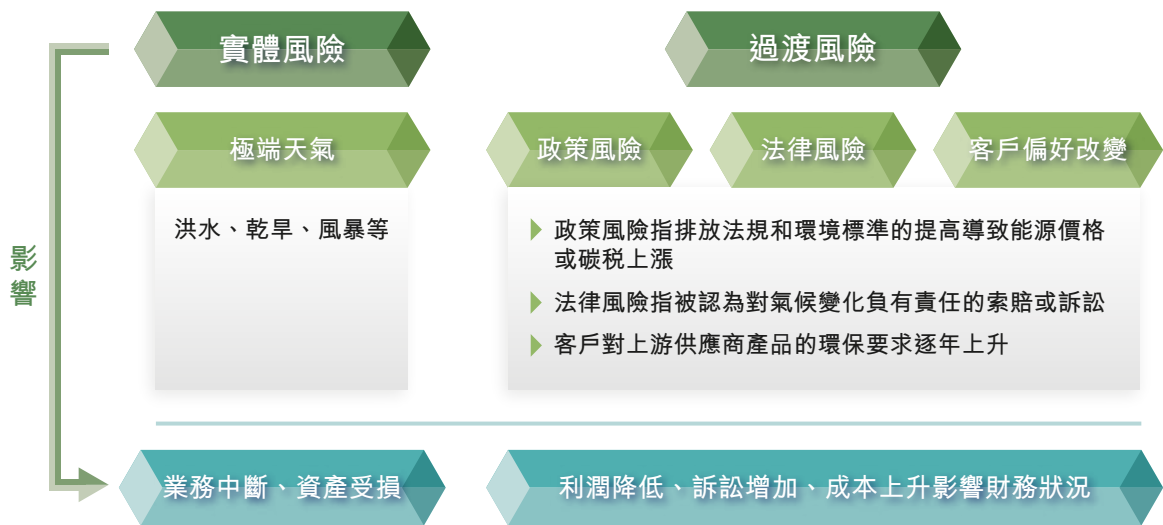 實體風險
過渡風險
極端天氣
政策風險
法律風險
客戶偏好改變
洪水、乾旱、風暴等
政策風險指排放法規和環境標準的提高導致能源價格
或碳税上漲
法律風險指被認為對氣候變化負有責任的索賠或訴訟
客戶對上游供應商產品的環保要求逐年上升
影響
業務中斷、資產受損
利潤降低、訴訟增加、成本上升影響財務狀況